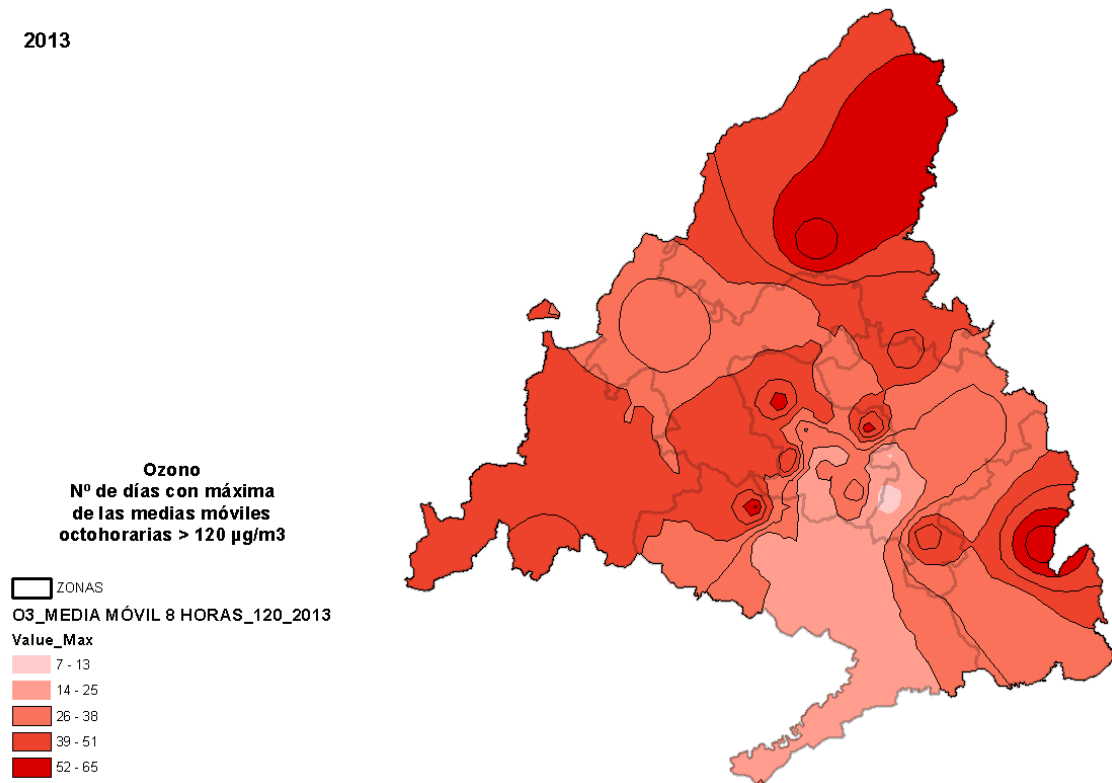 2013
Ozono
Nº de días con máxima
de las medias móviles
octohorarias > 120 µg/m3
ZONAS
O3_MEDIA MÓVIL 8 HORAS_120_2013
Value_Max
7 - 13
14 - 25
26 - 38
39 - 51
52 - 65